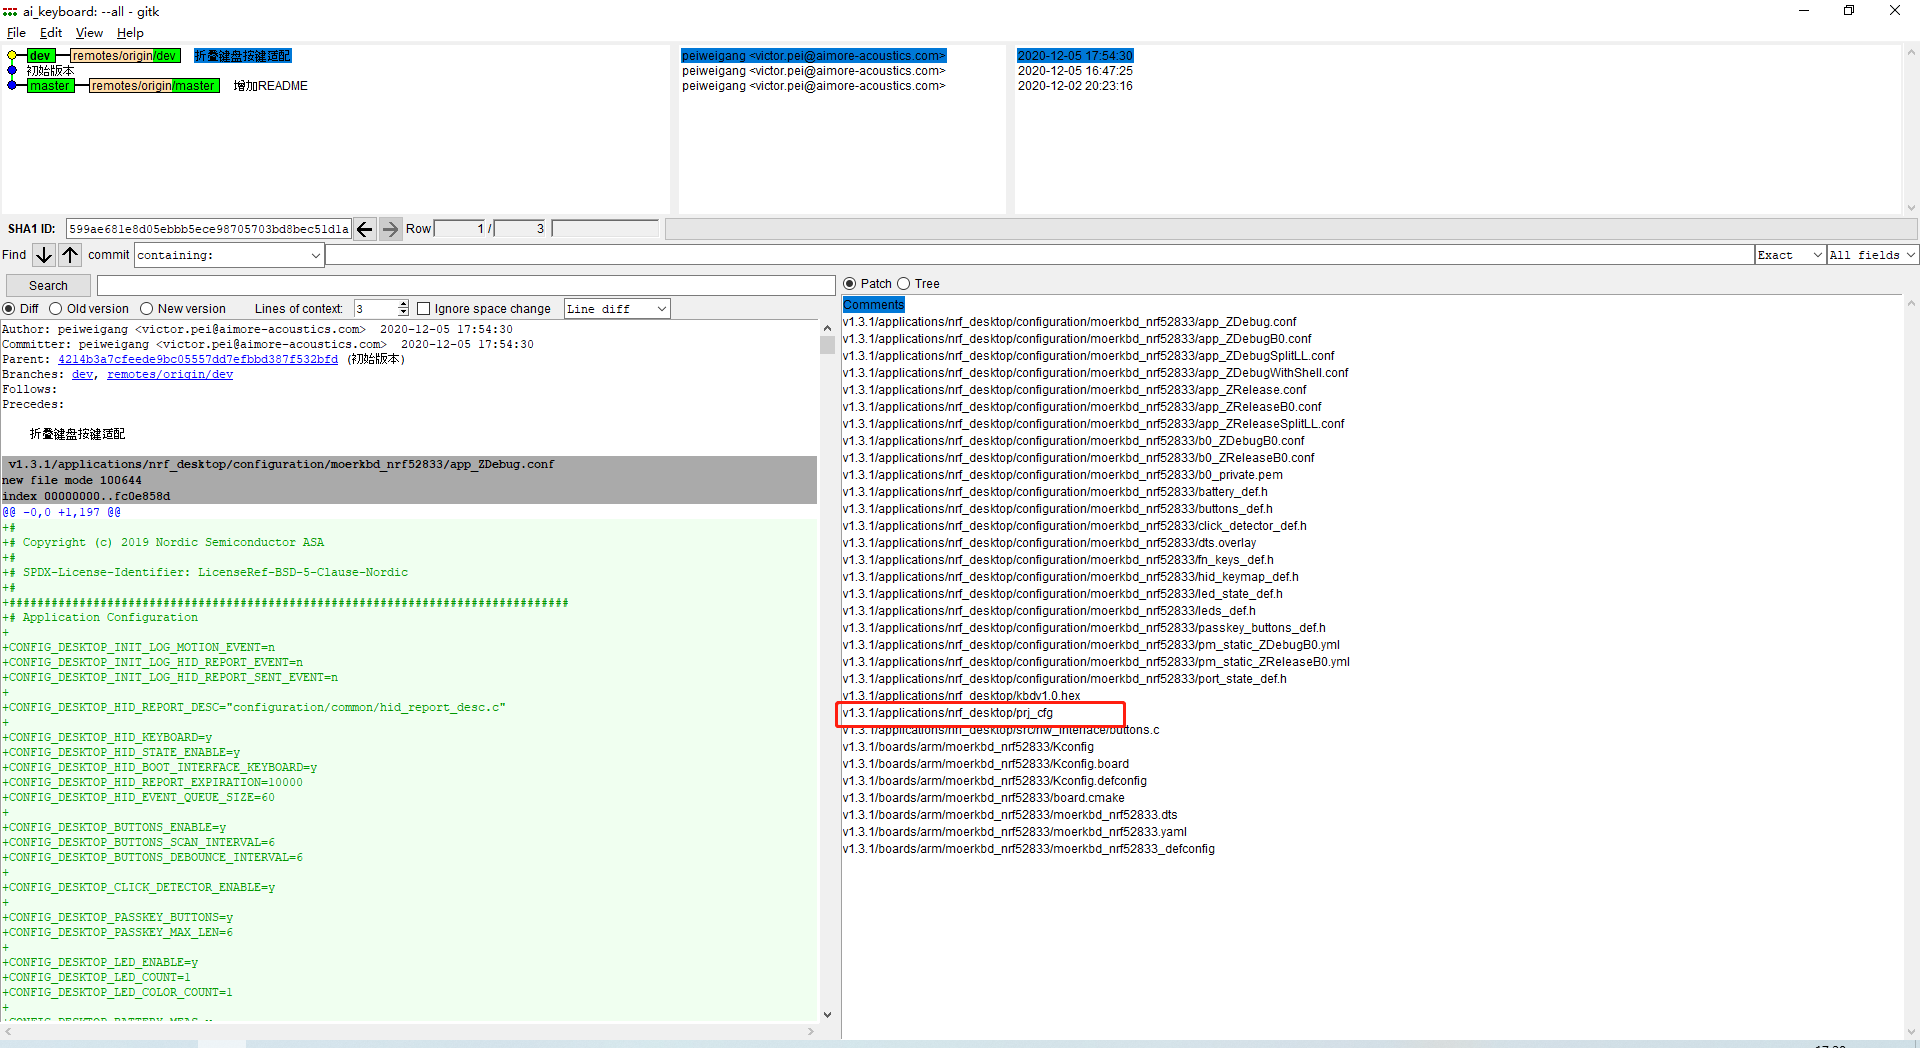 ai_keyboard: --all - gitk
File Edit View Help
dev remotes/origin/dev 折叠键盘按键适配 peiweigang <victor.pei@aimore-acoustics.com> 2020-12-05 17:54:30
初始版本 peiweigang <victor.pei@aimore-acoustics.com> 2020-12-05 16:47:25
master remotes/origin/master 增加README peiweigang <victor.pei@aimore-acoustics.com> 2020-12-02 20:23:16
SHA1 ID: 599ae681e8d05ebbb5ece98705703bd8bec51d1a Row 1 / 3
Find commit containing: Exact All fields
Search
Diff Old version New version Lines of context: 3 Ignore space change Line diff
Author: peiweigang <victor.pei@aimore-acoustics.com> 2020-12-05 17:54:30
Committer: peiweigang <victor.pei@aimore-acoustics.com> 2020-12-05 17:54:30
Parent: 4214b3a7cfeede9bc05557dd7efbbd387f532bfd (初始版本)
Branches: dev, remotes/origin/dev
Follows:
Precedes:
折叠键盘按键适配
v1.3.1/applications/nrf_desktop/configuration/moerkbd_nrf52833/app_ZDebug.conf
new file mode 100644
index 00000000..fc0e858d
@@ -0,0 +1,197 @@
+#
+# Copyright (c) 2019 Nordic Semiconductor ASA
+#
+# SPDX-License-Identifier: LicenseRef-BSD-5-Clause-Nordic
+#
+################################################################################
+# Application Configuration
+
+CONFIG_DESKTOP_INIT_LOG_MOTION_EVENT=n
+CONFIG_DESKTOP_INIT_LOG_HID_REPORT_EVENT=n
+CONFIG_DESKTOP_INIT_LOG_HID_REPORT_SENT_EVENT=n
+
+CONFIG_DESKTOP_HID_REPORT_DESC="configuration/common/hid_report_desc.c"
+
+CONFIG_DESKTOP_HID_KEYBOARD=y
+CONFIG_DESKTOP_HID_STATE_ENABLE=y
+CONFIG_DESKTOP_HID_BOOT_INTERFACE_KEYBOARD=y
+CONFIG_DESKTOP_HID_REPORT_EXPIRATION=10000
+CONFIG_DESKTOP_HID_EVENT_QUEUE_SIZE=60
+
+CONFIG_DESKTOP_BUTTONS_ENABLE=y
+CONFIG_DESKTOP_BUTTONS_SCAN_INTERVAL=6
+CONFIG_DESKTOP_BUTTONS_DEBOUNCE_INTERVAL=6
+
+CONFIG_DESKTOP_CLICK_DETECTOR_ENABLE=y
+
+CONFIG_DESKTOP_PASSKEY_BUTTONS=y
+CONFIG_DESKTOP_PASSKEY_MAX_LEN=6
+
+CONFIG_DESKTOP_LED_ENABLE=y
+CONFIG_DESKTOP_LED_COUNT=1
+CONFIG_DESKTOP_LED_COLOR_COUNT=1
+
Patch Tree
Comments
v1.3.1/applications/nrf_desktop/configuration/moerkbd_nrf52833/app_ZDebug.conf
v1.3.1/applications/nrf_desktop/configuration/moerkbd_nrf52833/app_ZDebugB0.conf
v1.3.1/applications/nrf_desktop/configuration/moerkbd_nrf52833/app_ZDebugSplitLL.conf
v1.3.1/applications/nrf_desktop/configuration/moerkbd_nrf52833/app_ZDebugWithShell.conf
v1.3.1/applications/nrf_desktop/configuration/moerkbd_nrf52833/app_ZRelease.conf
v1.3.1/applications/nrf_desktop/configuration/moerkbd_nrf52833/app_ZReleaseB0.conf
v1.3.1/applications/nrf_desktop/configuration/moerkbd_nrf52833/app_ZReleaseSplitLL.conf
v1.3.1/applications/nrf_desktop/configuration/moerkbd_nrf52833/b0_ZDebugB0.conf
v1.3.1/applications/nrf_desktop/configuration/moerkbd_nrf52833/b0_ZReleaseB0.conf
v1.3.1/applications/nrf_desktop/configuration/moerkbd_nrf52833/b0_private.pem
v1.3.1/applications/nrf_desktop/configuration/moerkbd_nrf52833/battery_def.h
v1.3.1/applications/nrf_desktop/configuration/moerkbd_nrf52833/buttons_def.h
v1.3.1/applications/nrf_desktop/configuration/moerkbd_nrf52833/click_detector_def.h
v1.3.1/applications/nrf_desktop/configuration/moerkbd_nrf52833/dts.overlay
v1.3.1/applications/nrf_desktop/configuration/moerkbd_nrf52833/fn_keys_def.h
v1.3.1/applications/nrf_desktop/configuration/moerkbd_nrf52833/hid_keymap_def.h
v1.3.1/applications/nrf_desktop/configuration/moerkbd_nrf52833/led_state_def.h
v1.3.1/applications/nrf_desktop/configuration/moerkbd_nrf52833/leds_def.h
v1.3.1/applications/nrf_desktop/configuration/moerkbd_nrf52833/passkey_buttons_def.h
v1.3.1/applications/nrf_desktop/configuration/moerkbd_nrf52833/pm_static_ZDebugB0.yml
v1.3.1/applications/nrf_desktop/configuration/moerkbd_nrf52833/pm_static_ZReleaseB0.yml
v1.3.1/applications/nrf_desktop/configuration/moerkbd_nrf52833/port_state_def.h
v1.3.1/applications/nrf_desktop/kbdv1.0.hex
v1.3.1/applications/nrf_desktop/prj_cfg
v1.3.1/applications/nrf_desktop/src/hw_interface/buttons.c
v1.3.1/boards/arm/moerkbd_nrf52833/Kconfig
v1.3.1/boards/arm/moerkbd_nrf52833/Kconfig.board
v1.3.1/boards/arm/moerkbd_nrf52833/Kconfig.defconfig
v1.3.1/boards/arm/moerkbd_nrf52833/board.cmake
v1.3.1/boards/arm/moerkbd_nrf52833/moerkbd_nrf52833.dts
v1.3.1/boards/arm/moerkbd_nrf52833/moerkbd_nrf52833.yaml
v1.3.1/boards/arm/moerkbd_nrf52833/moerkbd_nrf52833_defconfig